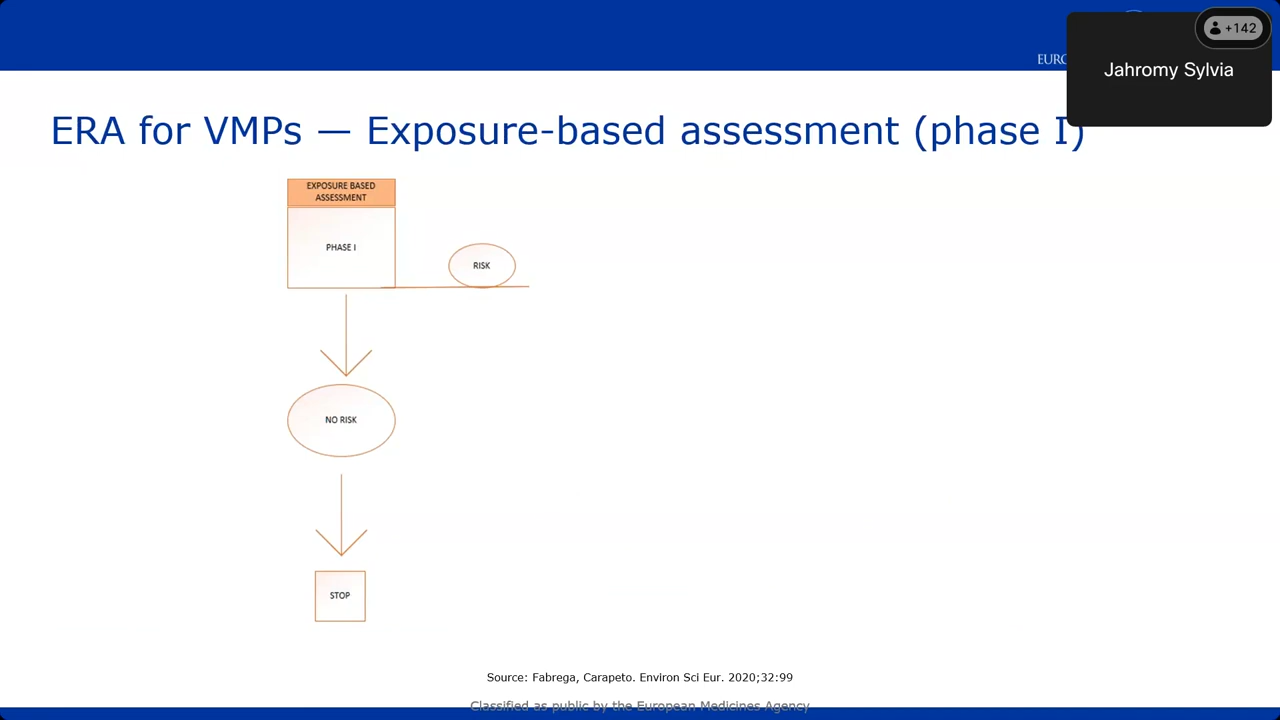 +142
EURO
Jahromy Sylvia
ERA for VMPs — Exposure-based assessment (phase I)
EXPOSURE BASED
ASSESSMENT
PHASE I
RISK
NO RISK
STOP
Source: Fabrega, Carapeto. Environ Sci Eur. 2020;32:99
Classified as public by the European Medicines Agency